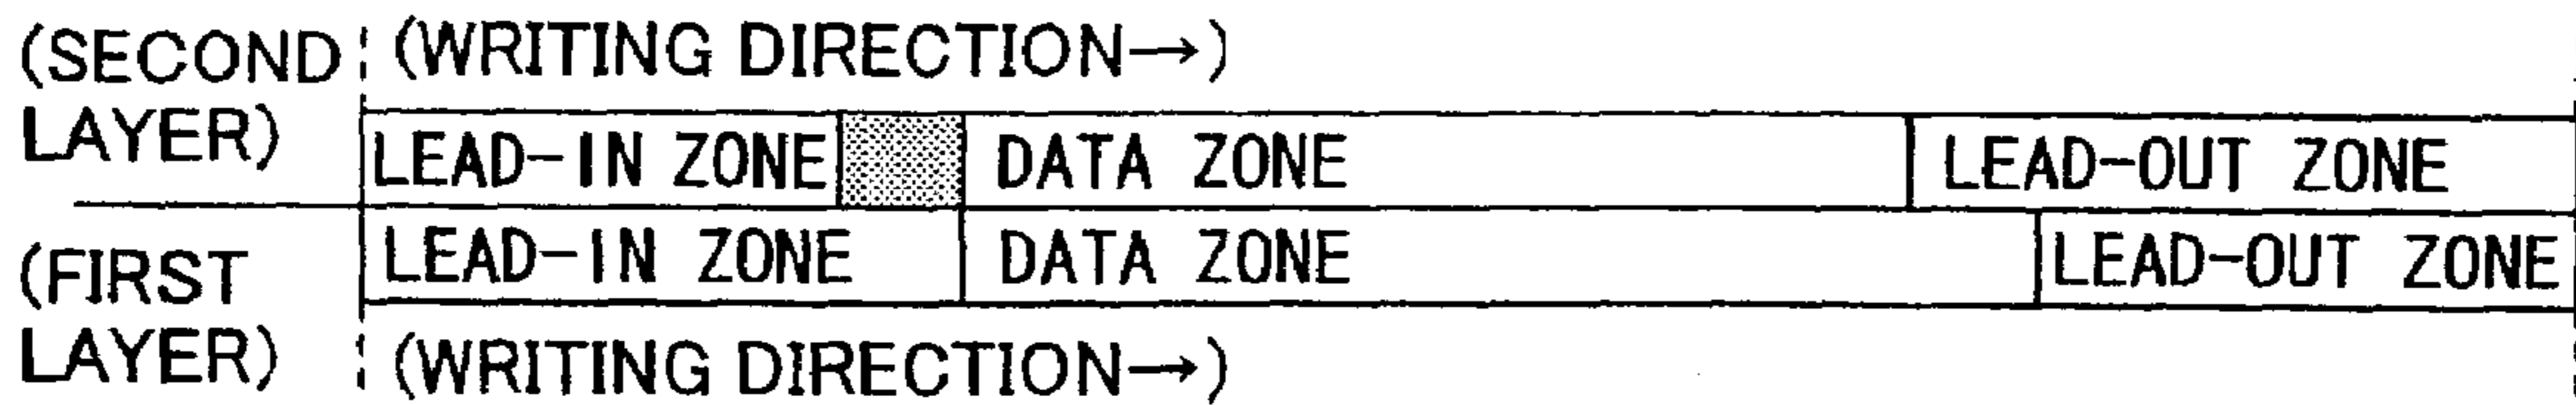 (SECOND LAYER) (WRITING DIRECTION→)
LEAD-IN ZONE DATA ZONE LEAD-OUT ZONE
LEAD-IN ZONE DATA ZONE LEAD-OUT ZONE
(FIRST LAYER) (WRITING DIRECTION→)